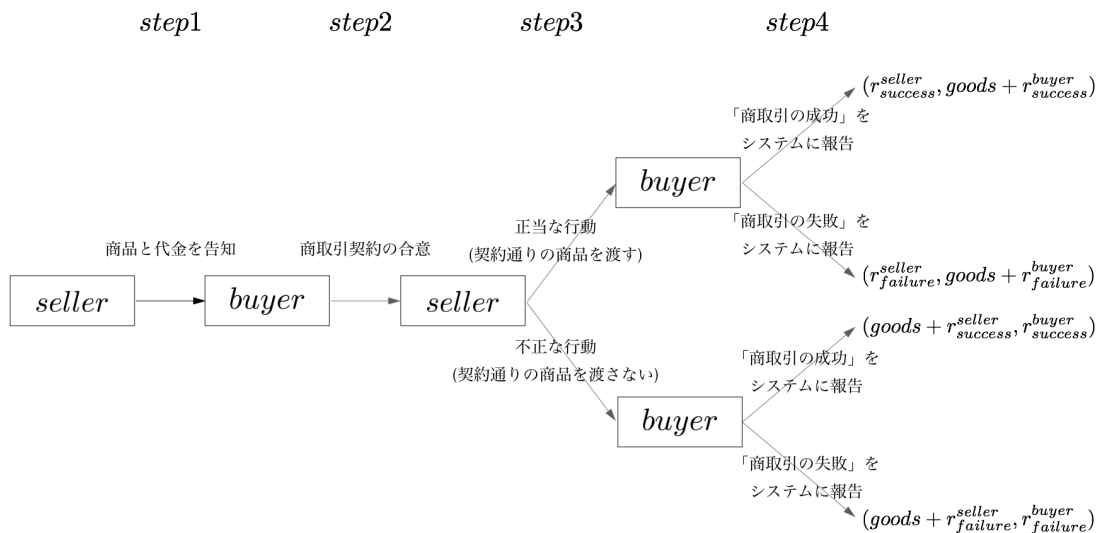 step1 step2 step3 step4
(r^{seller}_{success}, goods + r^{buyer}_{success})
「商取引の成功」を
システムに報告
buyer
正当な行動
(契約通りの商品を渡す)
「商取引の失敗」を
システムに報告
(r^{seller}_{failure}, goods + r^{buyer}_{failure})
商品と代金を告知
商取引契約の合意
seller buyer seller
不正な行動
(契約通りの商品を渡さない)
(goods + r^{seller}_{success}, r^{buyer}_{success})
「商取引の成功」を
システムに報告
buyer
「商取引の失敗」を
システムに報告
(goods + r^{seller}_{failure}, r^{buyer}_{failure})